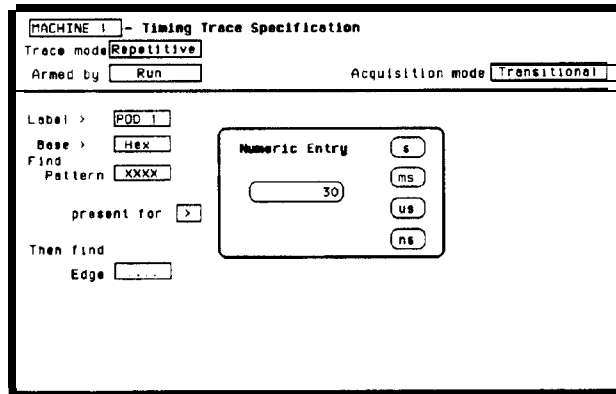 MACHINE 1 - Timing Trace Specification
Trace mode Repetitive
Armed by Run Acquisition mode Transitional
Label > POD 1
Base > Hex
Find
Pattern XXXX
present for >
Then find
Edge ....
Numeric Entry
30
s
ms
us
ns